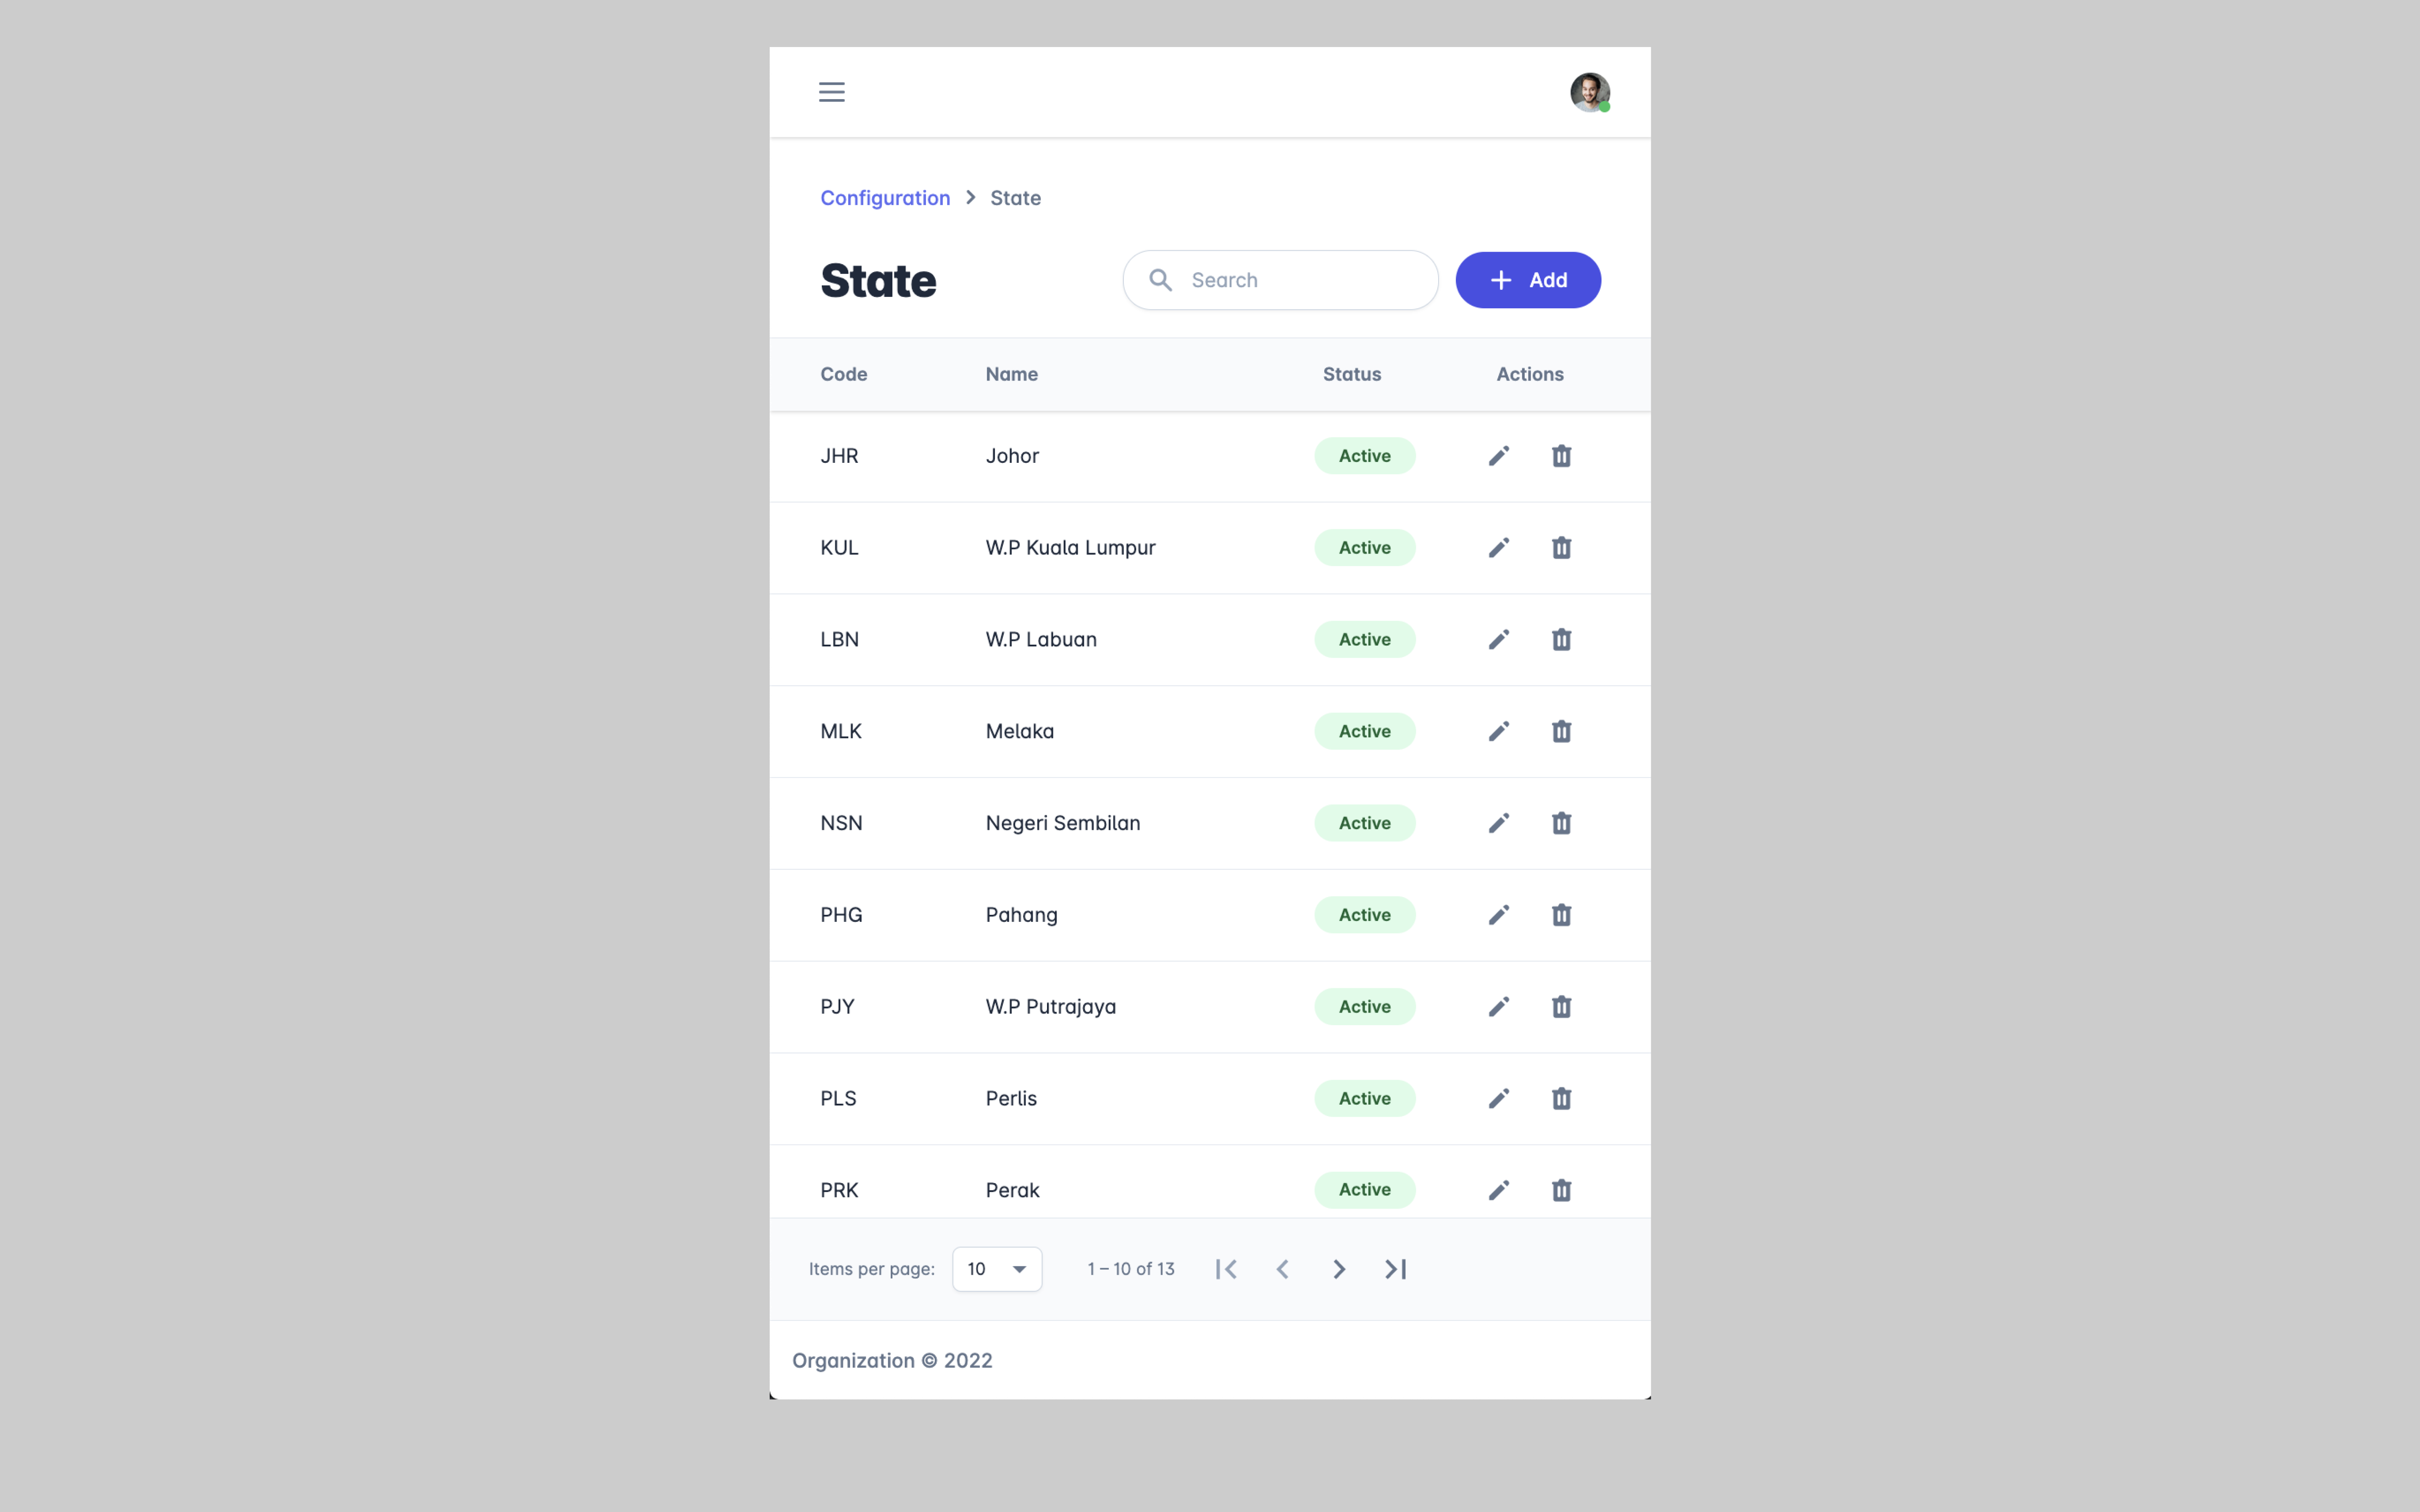 Configuration > State
State
Search
Add
Code Name Status Actions
JHR Johor Active
KUL W.P Kuala Lumpur Active
LBN W.P Labuan Active
MLK Melaka Active
NSN Negeri Sembilan Active
PHG Pahang Active
PJY W.P Putrajaya Active
PLS Perlis Active
PRK Perak Active
Items per page: 10 1 – 10 of 13
Organization © 2022